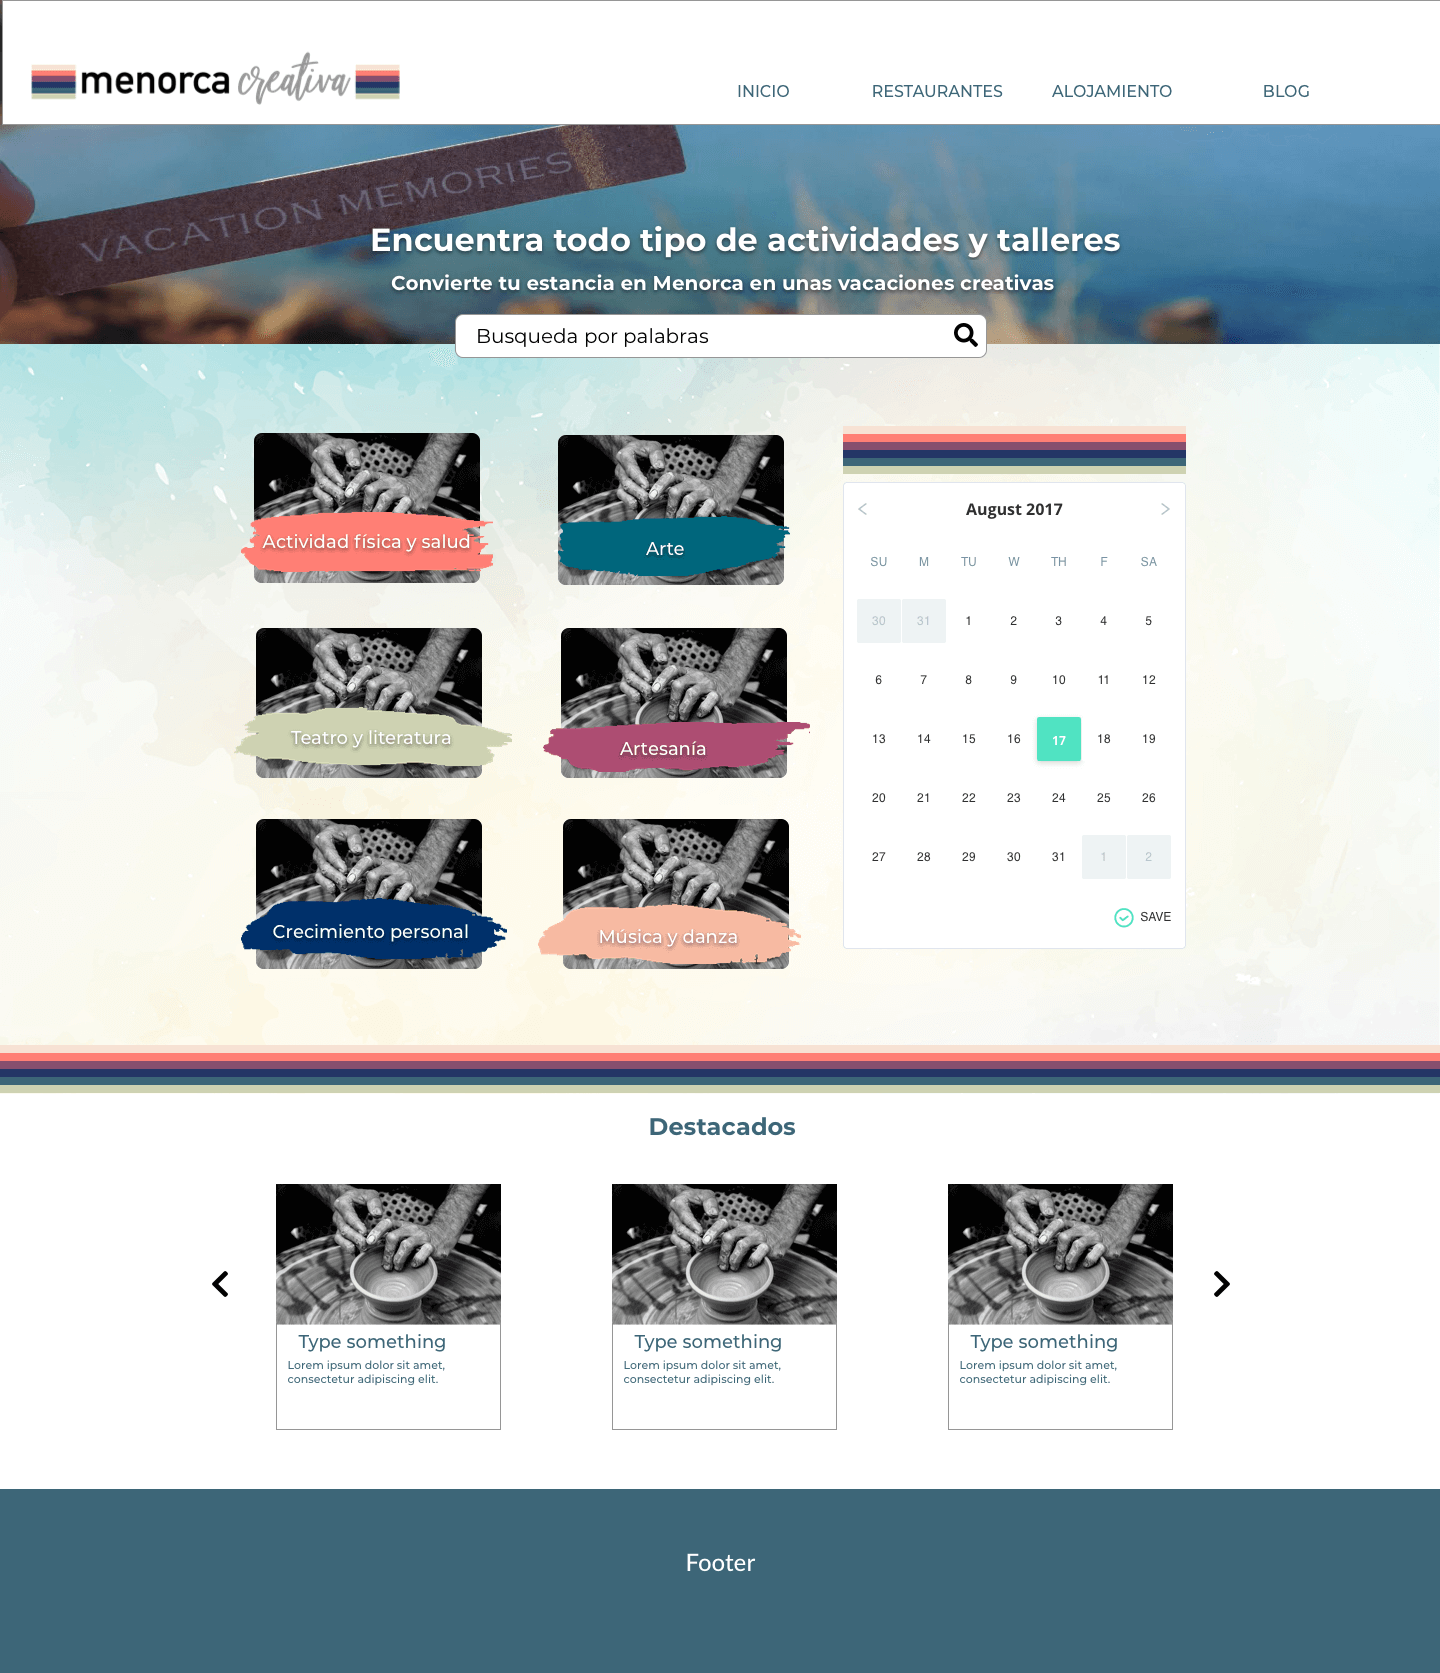 menorca creativa
INICIO RESTAURANTES ALOJAMIENTO BLOG
VACATION MEMORIES
Encuentra todo tipo de actividades y talleres
Convierte tu estancia en Menorca en unas vacaciones creativas
Busqueda por palabras
Actividad física y salud
Arte
Teatro y literatura
Artesanía
Crecimiento personal
Música y danza
August 2017
SU M TU W TH F SA
30 31 1 2 3 4 5
6 7 8 9 10 11 12
13 14 15 16 17 18 19
20 21 22 23 24 25 26
27 28 29 30 31 1 2
SAVE
Destacados
Type something
Lorem ipsum dolor sit amet,
consectetur adipiscing elit.
Type something
Lorem ipsum dolor sit amet,
consectetur adipiscing elit.
Type something
Lorem ipsum dolor sit amet,
consectetur adipiscing elit.
Footer